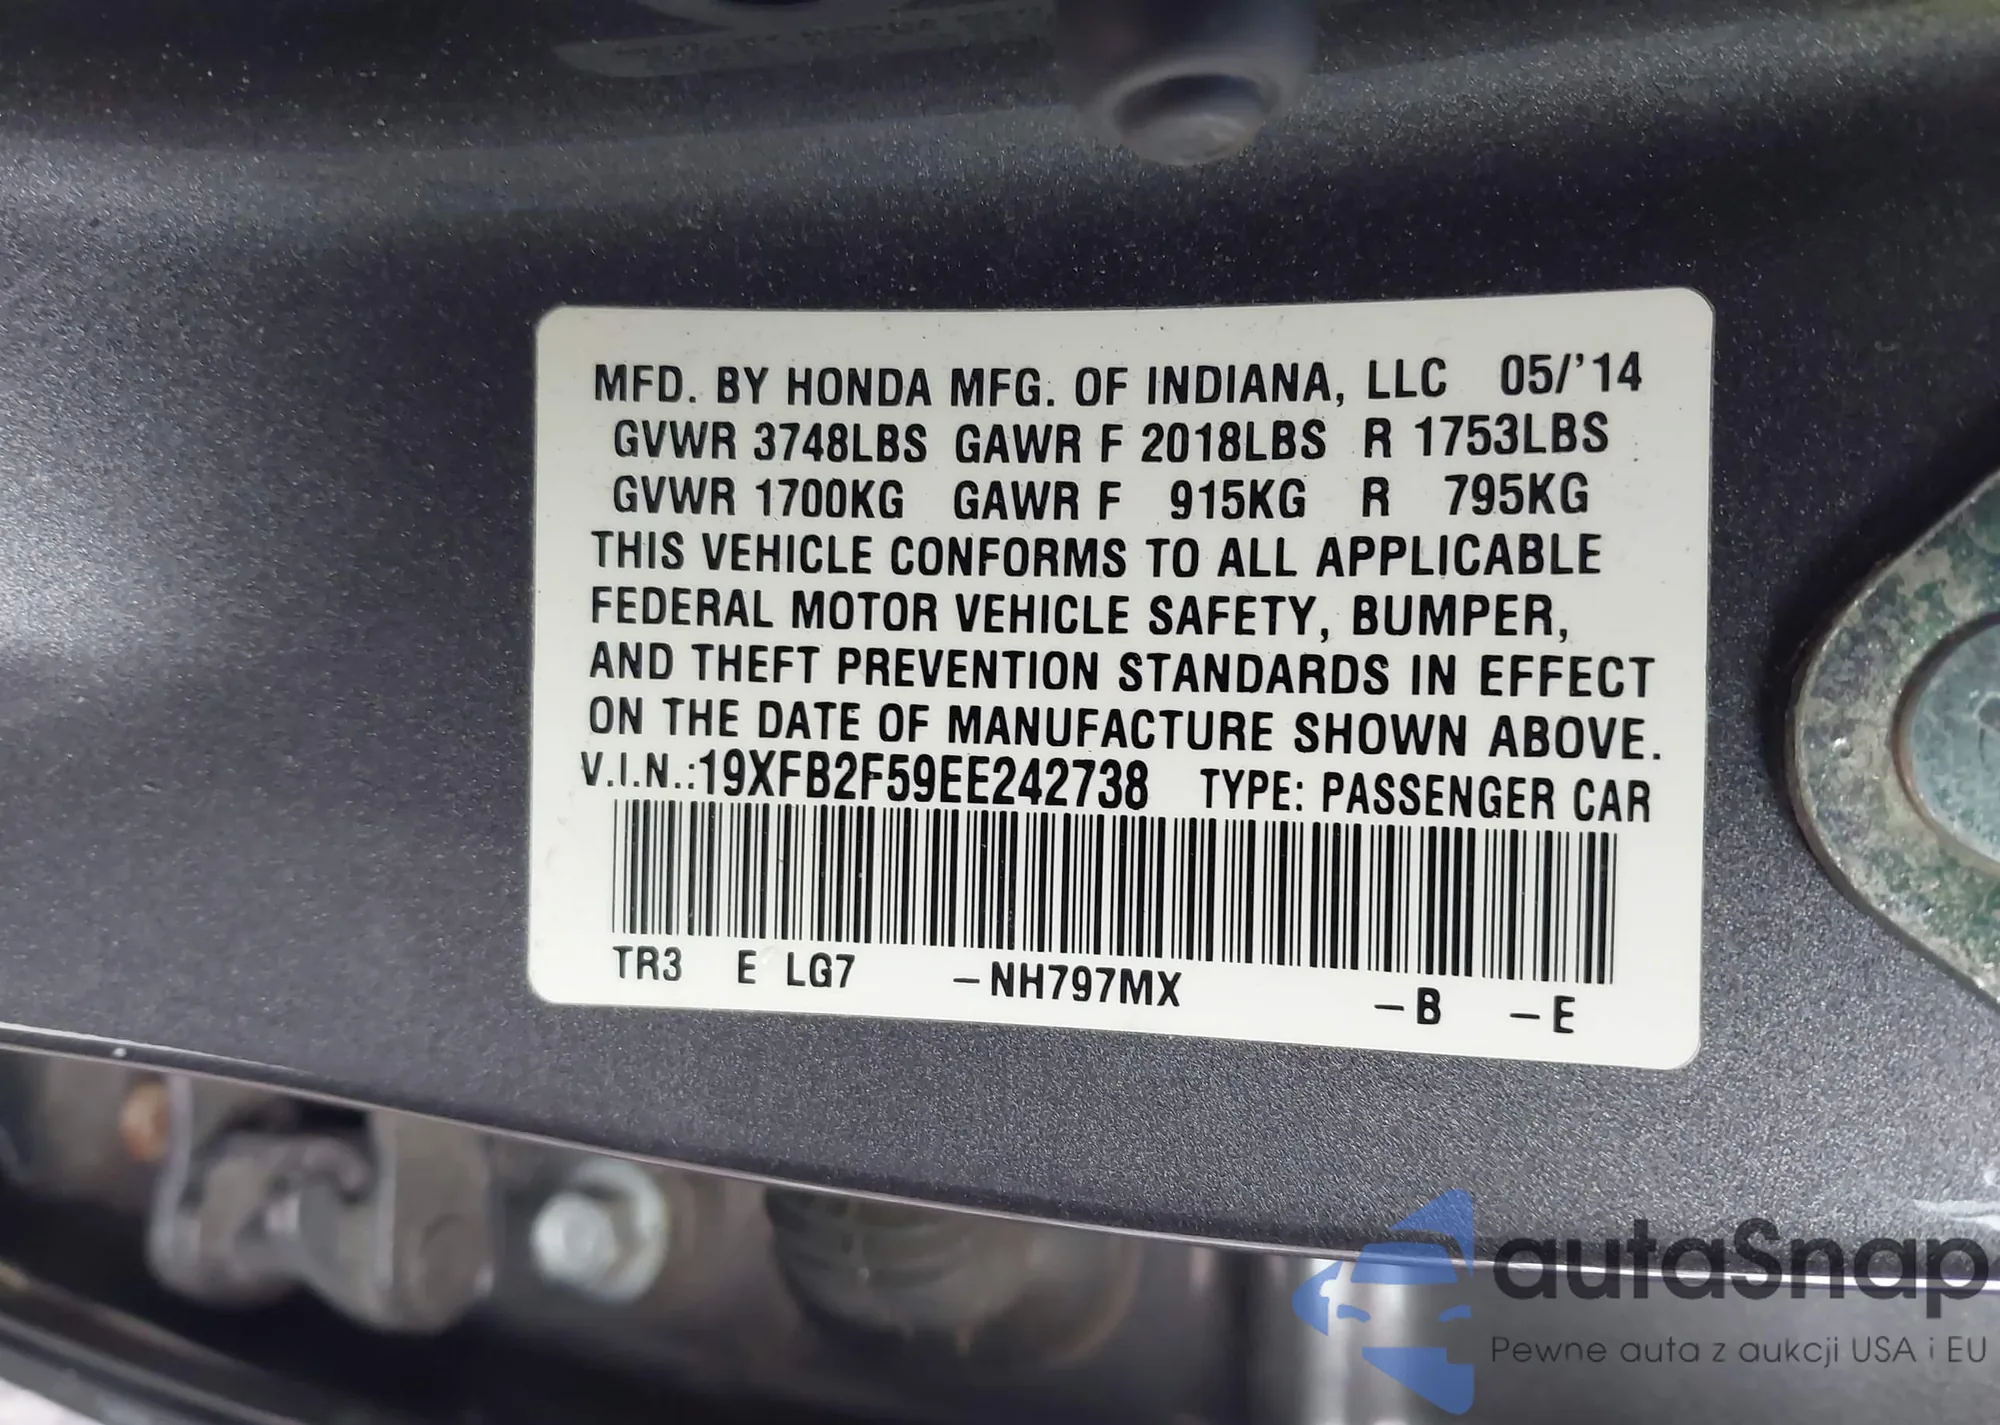 MFD. BY HONDA MFG. OF INDIANA, LLC 05/'14
GVWR 3748LBS GAWR F 2018LBS R 1753LBS
GVWR 1700KG GAWR F 915KG R 795KG
THIS VEHICLE CONFORMS TO ALL APPLICABLE
FEDERAL MOTOR VEHICLE SAFETY, BUMPER,
AND THEFT PREVENTION STANDARDS IN EFFECT
ON THE DATE OF MANUFACTURE SHOWN ABOVE.
V.I.N.:19XFB2F59EE242738 TYPE: PASSENGER CAR
TR3 E LG7 -NH797MX -B -E
autaSnap
Pewne auta z aukcji USA i EU